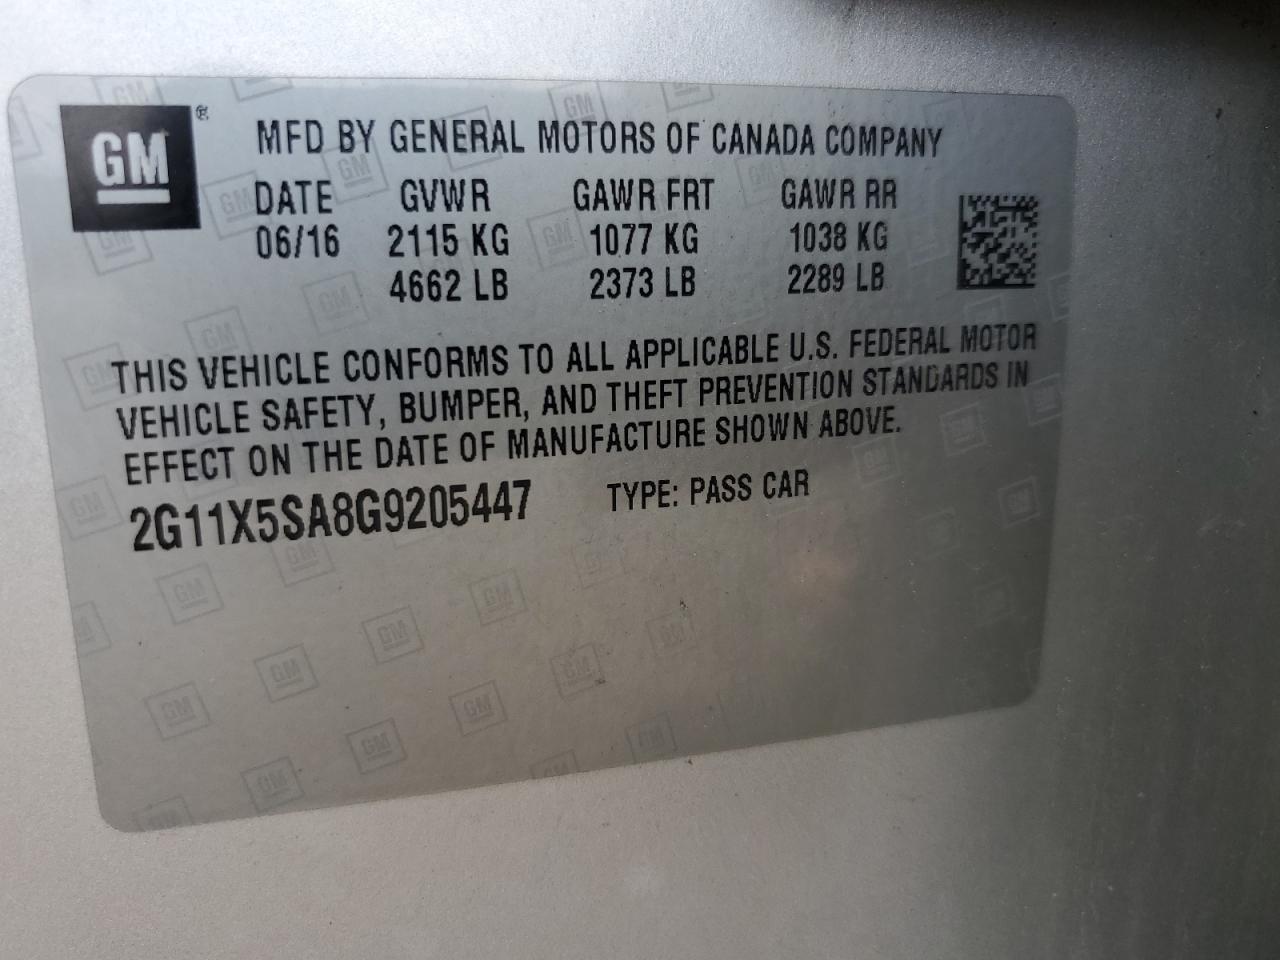 GM®
MFD BY GENERAL MOTORS OF CANADA COMPANY
DATE GVWR GAWR FRT GAWR RR
06/16 2115 KG 1077 KG 1038 KG
4662 LB 2373 LB 2289 LB
THIS VEHICLE CONFORMS TO ALL APPLICABLE U.S. FEDERAL MOTOR
VEHICLE SAFETY, BUMPER, AND THEFT PREVENTION STANDARDS IN
EFFECT ON THE DATE OF MANUFACTURE SHOWN ABOVE.
2G11X5SA8G9205447 TYPE: PASS CAR